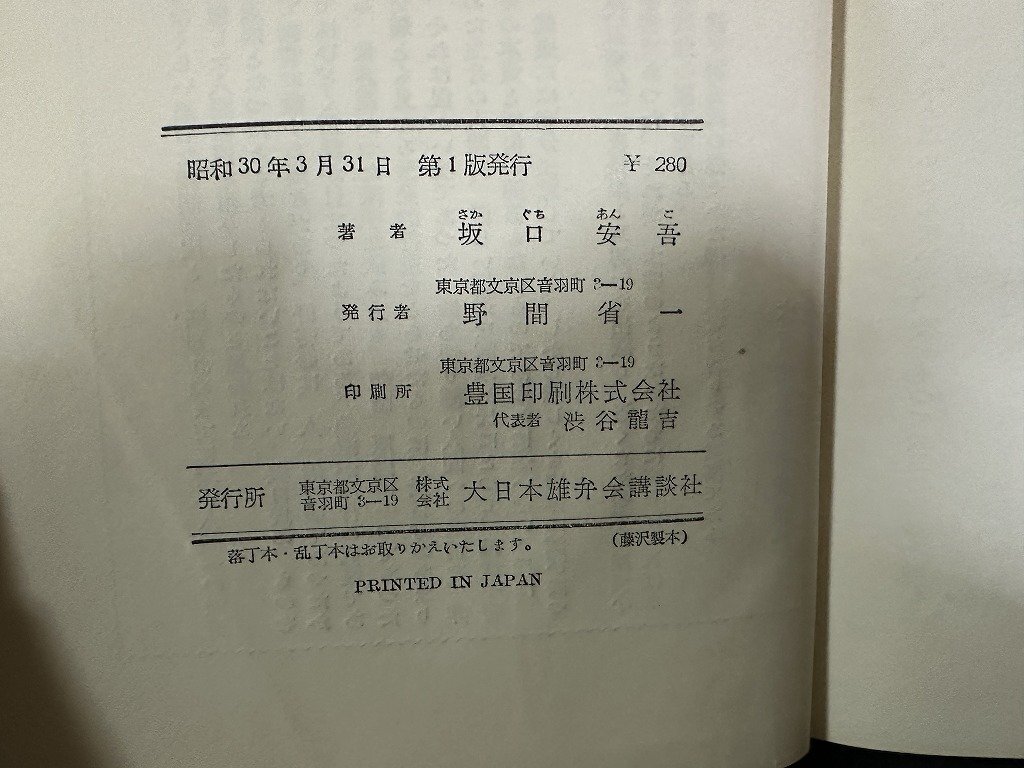 昭和30年3月31日 第1版発行 ¥ 280
さか ぐち あん ご
著者 坂口安吾
東京都文京区音羽町 3—19
発行者 野間省一
東京都文京区音羽町 3—19
印刷所 豊国印刷株式会社
代表者 渋谷龍吉
発行所 東京都文京区音羽町 3—19 株式会社 大日本雄弁会講談社
落丁本・乱丁本はお取りかえいたします。 (藤沢製本)
PRINTED IN JAPAN